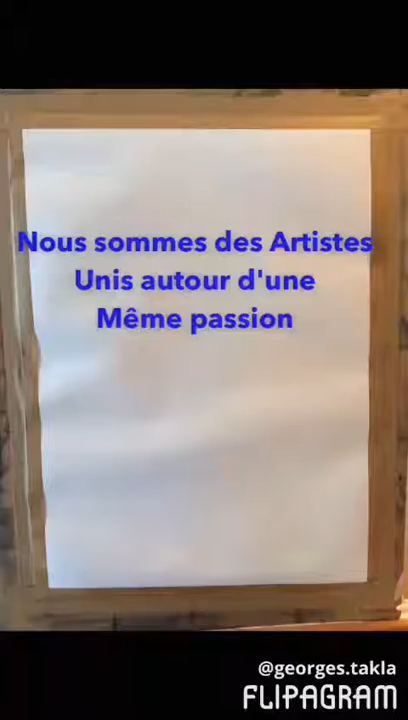 Nous sommes des Artistes
Unis autour d'une
Même passion
@georges.takla
FLIPAGRAM